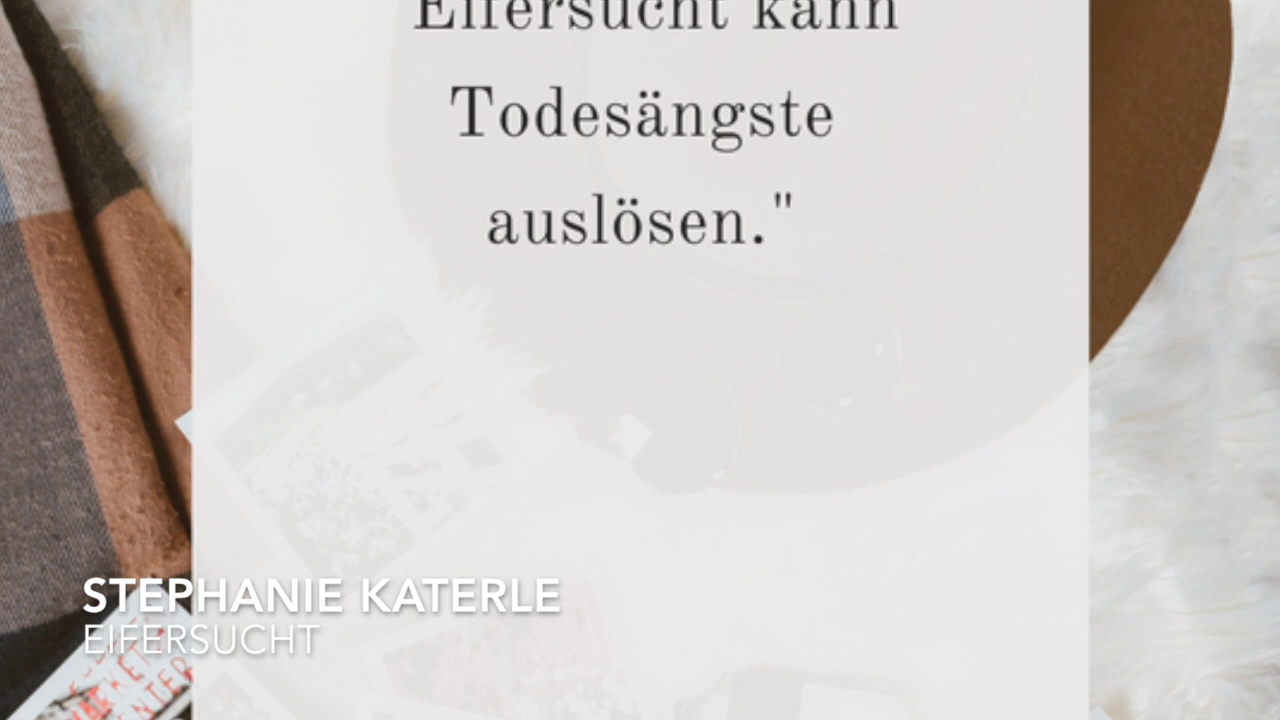 Eifersucht kann
Todesängste
auslösen."
STEPHANIE KATERLE
EIFERSUCHT